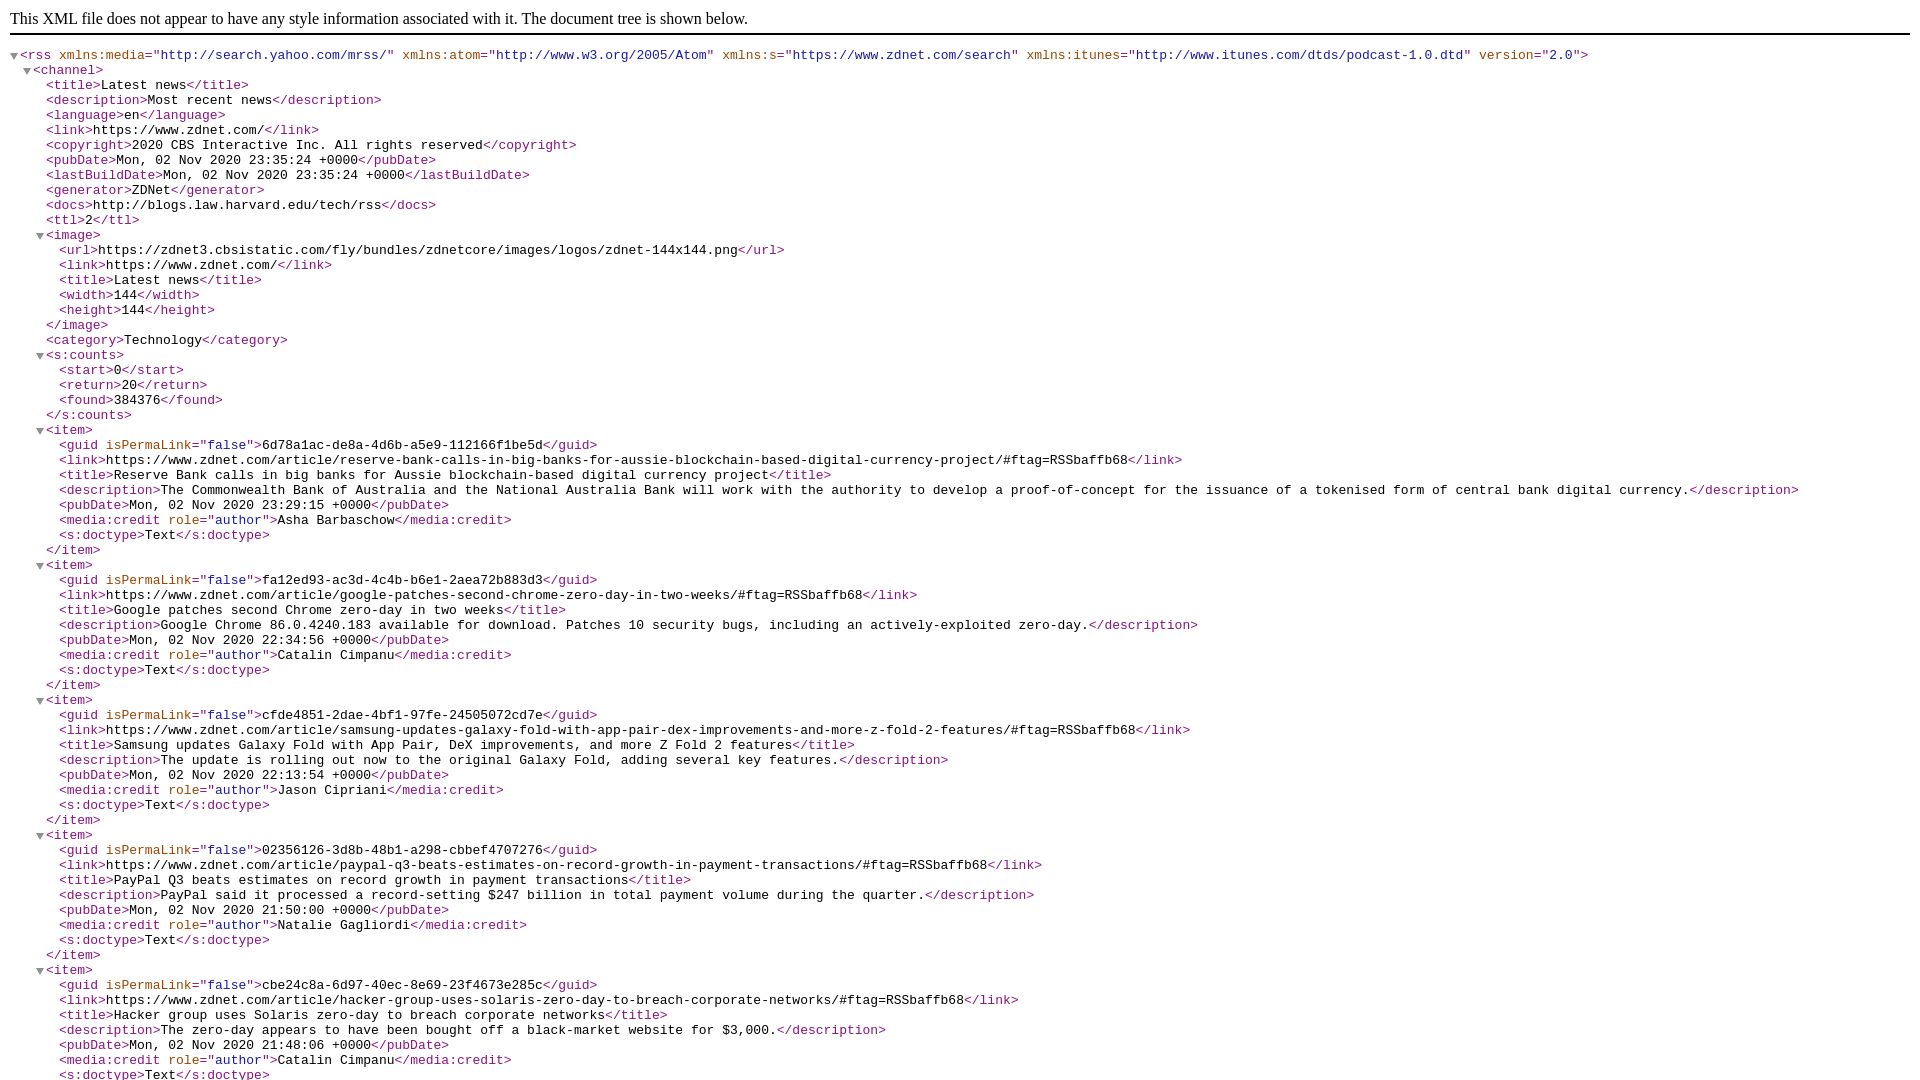 This XML file does not appear to have any style information associated with it. The document tree is shown below.
<rss xmlns:media="http://search.yahoo.com/mrss/" xmlns:atom="http://www.w3.org/2005/Atom" xmlns:s="https://www.zdnet.com/search" xmlns:itunes="http://www.itunes.com/dtds/podcast-1.0.dtd" version="2.0">
<channel>
<title>Latest news</title>
<description>Most recent news</description>
<language>en</language>
<link>https://www.zdnet.com/</link>
<copyright>2020 CBS Interactive Inc. All rights reserved</copyright>
<pubDate>Mon, 02 Nov 2020 23:35:24 +0000</pubDate>
<lastBuildDate>Mon, 02 Nov 2020 23:35:24 +0000</lastBuildDate>
<generator>ZDNet</generator>
<docs>http://blogs.law.harvard.edu/tech/rss</docs>
<ttl>2</ttl>
<image>
<url>https://zdnet3.cbsistatic.com/fly/bundles/zdnetcore/images/logos/zdnet-144x144.png</url>
<link>https://www.zdnet.com/</link>
<title>Latest news</title>
<width>144</width>
<height>144</height>
</image>
<category>Technology</category>
<s:counts>
<start>0</start>
<return>20</return>
<found>384376</found>
</s:counts>
<item>
<guid isPermaLink="false">6d78a1ac-de8a-4d6b-a5e9-112166f1be5d</guid>
<link>https://www.zdnet.com/article/reserve-bank-calls-in-big-banks-for-aussie-blockchain-based-digital-currency-project/#ftag=RSSbaffb68</link>
<title>Reserve Bank calls in big banks for Aussie blockchain-based digital currency project</title>
<description>The Commonwealth Bank of Australia and the National Australia Bank will work with the authority to develop a proof-of-concept for the issuance of a tokenised form of central bank digital currency.</description>
<pubDate>Mon, 02 Nov 2020 23:29:15 +0000</pubDate>
<media:credit role="author">Asha Barbaschow</media:credit>
<s:doctype>Text</s:doctype>
</item>
<item>
<guid isPermaLink="false">fa12ed93-ac3d-4c4b-b6e1-2aea72b883d3</guid>
<link>https://www.zdnet.com/article/google-patches-second-chrome-zero-day-in-two-weeks/#ftag=RSSbaffb68</link>
<title>Google patches second Chrome zero-day in two weeks</title>
<description>Google Chrome 86.0.4240.183 available for download. Patches 10 security bugs, including an actively-exploited zero-day.</description>
<pubDate>Mon, 02 Nov 2020 22:34:56 +0000</pubDate>
<media:credit role="author">Catalin Cimpanu</media:credit>
<s:doctype>Text</s:doctype>
</item>
<item>
<guid isPermaLink="false">cfde4851-2dae-4bf1-97fe-24505072cd7e</guid>
<link>https://www.zdnet.com/article/samsung-updates-galaxy-fold-with-app-pair-dex-improvements-and-more-z-fold-2-features/#ftag=RSSbaffb68</link>
<title>Samsung updates Galaxy Fold with App Pair, DeX improvements, and more Z Fold 2 features</title>
<description>The update is rolling out now to the original Galaxy Fold, adding several key features.</description>
<pubDate>Mon, 02 Nov 2020 22:13:54 +0000</pubDate>
<media:credit role="author">Jason Cipriani</media:credit>
<s:doctype>Text</s:doctype>
</item>
<item>
<guid isPermaLink="false">02356126-3d8b-48b1-a298-cbbef4707276</guid>
<link>https://www.zdnet.com/article/paypal-q3-beats-estimates-on-record-growth-in-payment-transactions/#ftag=RSSbaffb68</link>
<title>PayPal Q3 beats estimates on record growth in payment transactions</title>
<description>PayPal said it processed a record-setting $247 billion in total payment volume during the quarter.</description>
<pubDate>Mon, 02 Nov 2020 21:50:00 +0000</pubDate>
<media:credit role="author">Natalie Gagliordi</media:credit>
<s:doctype>Text</s:doctype>
</item>
<item>
<guid isPermaLink="false">cbe24c8a-6d97-40ec-8e69-23f4673e285c</guid>
<link>https://www.zdnet.com/article/hacker-group-uses-solaris-zero-day-to-breach-corporate-networks/#ftag=RSSbaffb68</link>
<title>Hacker group uses Solaris zero-day to breach corporate networks</title>
<description>The zero-day appears to have been bought off a black-market website for $3,000.</description>
<pubDate>Mon, 02 Nov 2020 21:48:06 +0000</pubDate>
<media:credit role="author">Catalin Cimpanu</media:credit>
<s:doctype>Text</s:doctype>